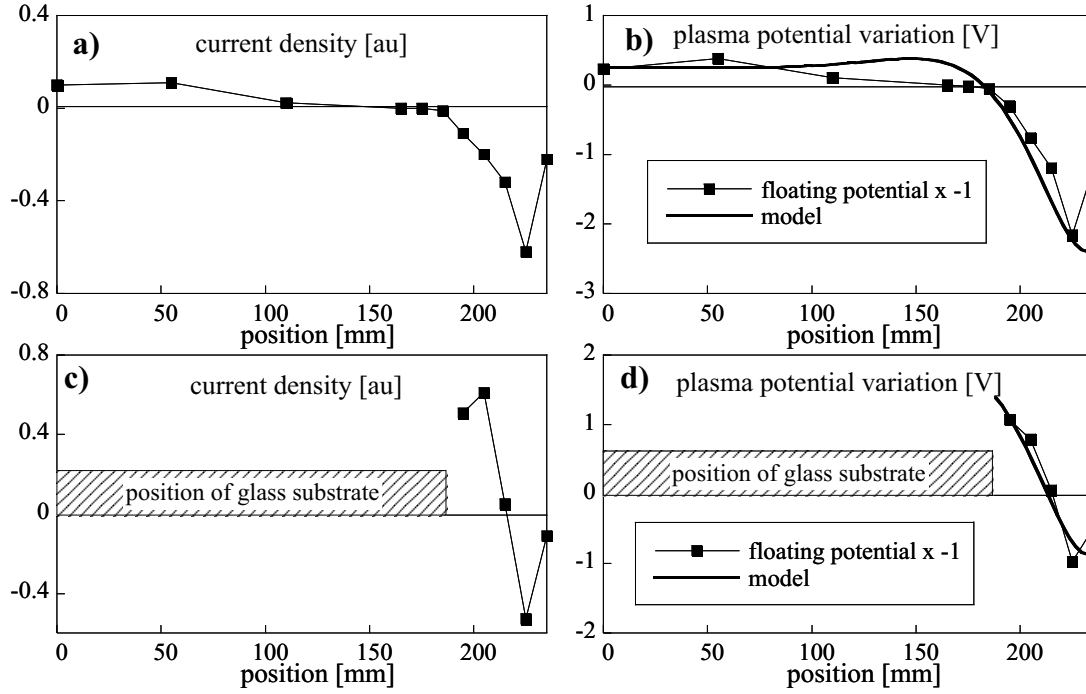 a)
current density [au]
0.4
0
-0.4
-0.8
0 50 100 150 200
position [mm]
b)
plasma potential variation [V]
1
0
-1
-2
-3
floating potential x -1
model
0 50 100 150 200
position [mm]
c)
current density [au]
0.8
0.4
0
-0.4
position of glass substrate
0 50 100 150 200
position [mm]
d)
plasma potential variation [V]
2
1
0
-1
-2
position of glass substrate
floating potential x -1
model
0 50 100 150 200
position [mm]